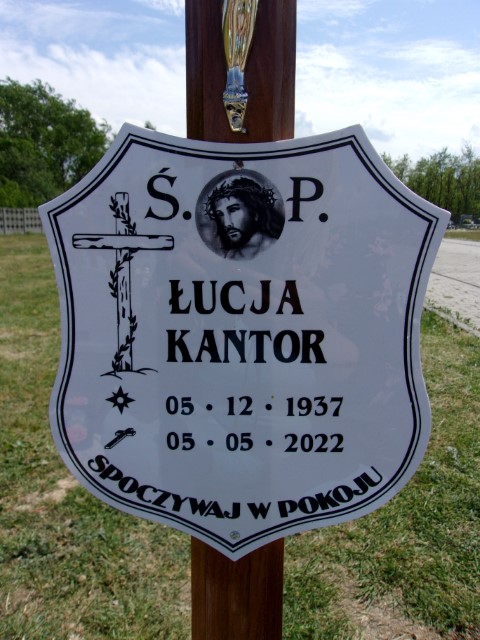 Ś. P.
ŁUCJA
KANTOR
05 • 12 • 1937
05 • 05 • 2022
SPOCZYWAJ W POKOJU